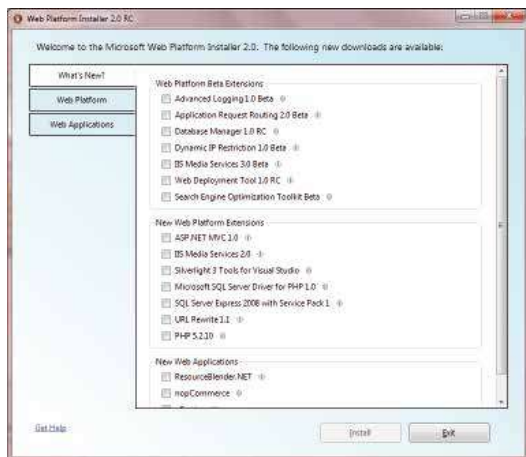 Web Platform Installer 2.0 RC
Welcome to the Microsoft Web Platform Installer 2.0. The following new downloads are available:
What's New?
Web Platform
Web Applications
Web Platform Beta Extensions
Advanced Logging 1.0 Beta
Application Request Routing 2.0 Beta
Database Manager 1.0 RC
Dynamic IP Restriction 1.0 Beta
IIS Media Services 3.0 Beta
Web Deployment Tool 1.0 RC
Search Engine Optimization Toolkit Beta
New Web Platform Extensions
ASP.NET MVC 1.0
IIS Media Services 2.0
Silverlight 3 Tools for Visual Studio
Microsoft SQL Server Driver for PHP 1.0
SQL Server Express 2008 with Service Pack 1
URL Rewrite 1.1
PHP 5.2.10
New Web Applications
ResourceBlender.NET
nopCommerce
Get Help
Install
Exit